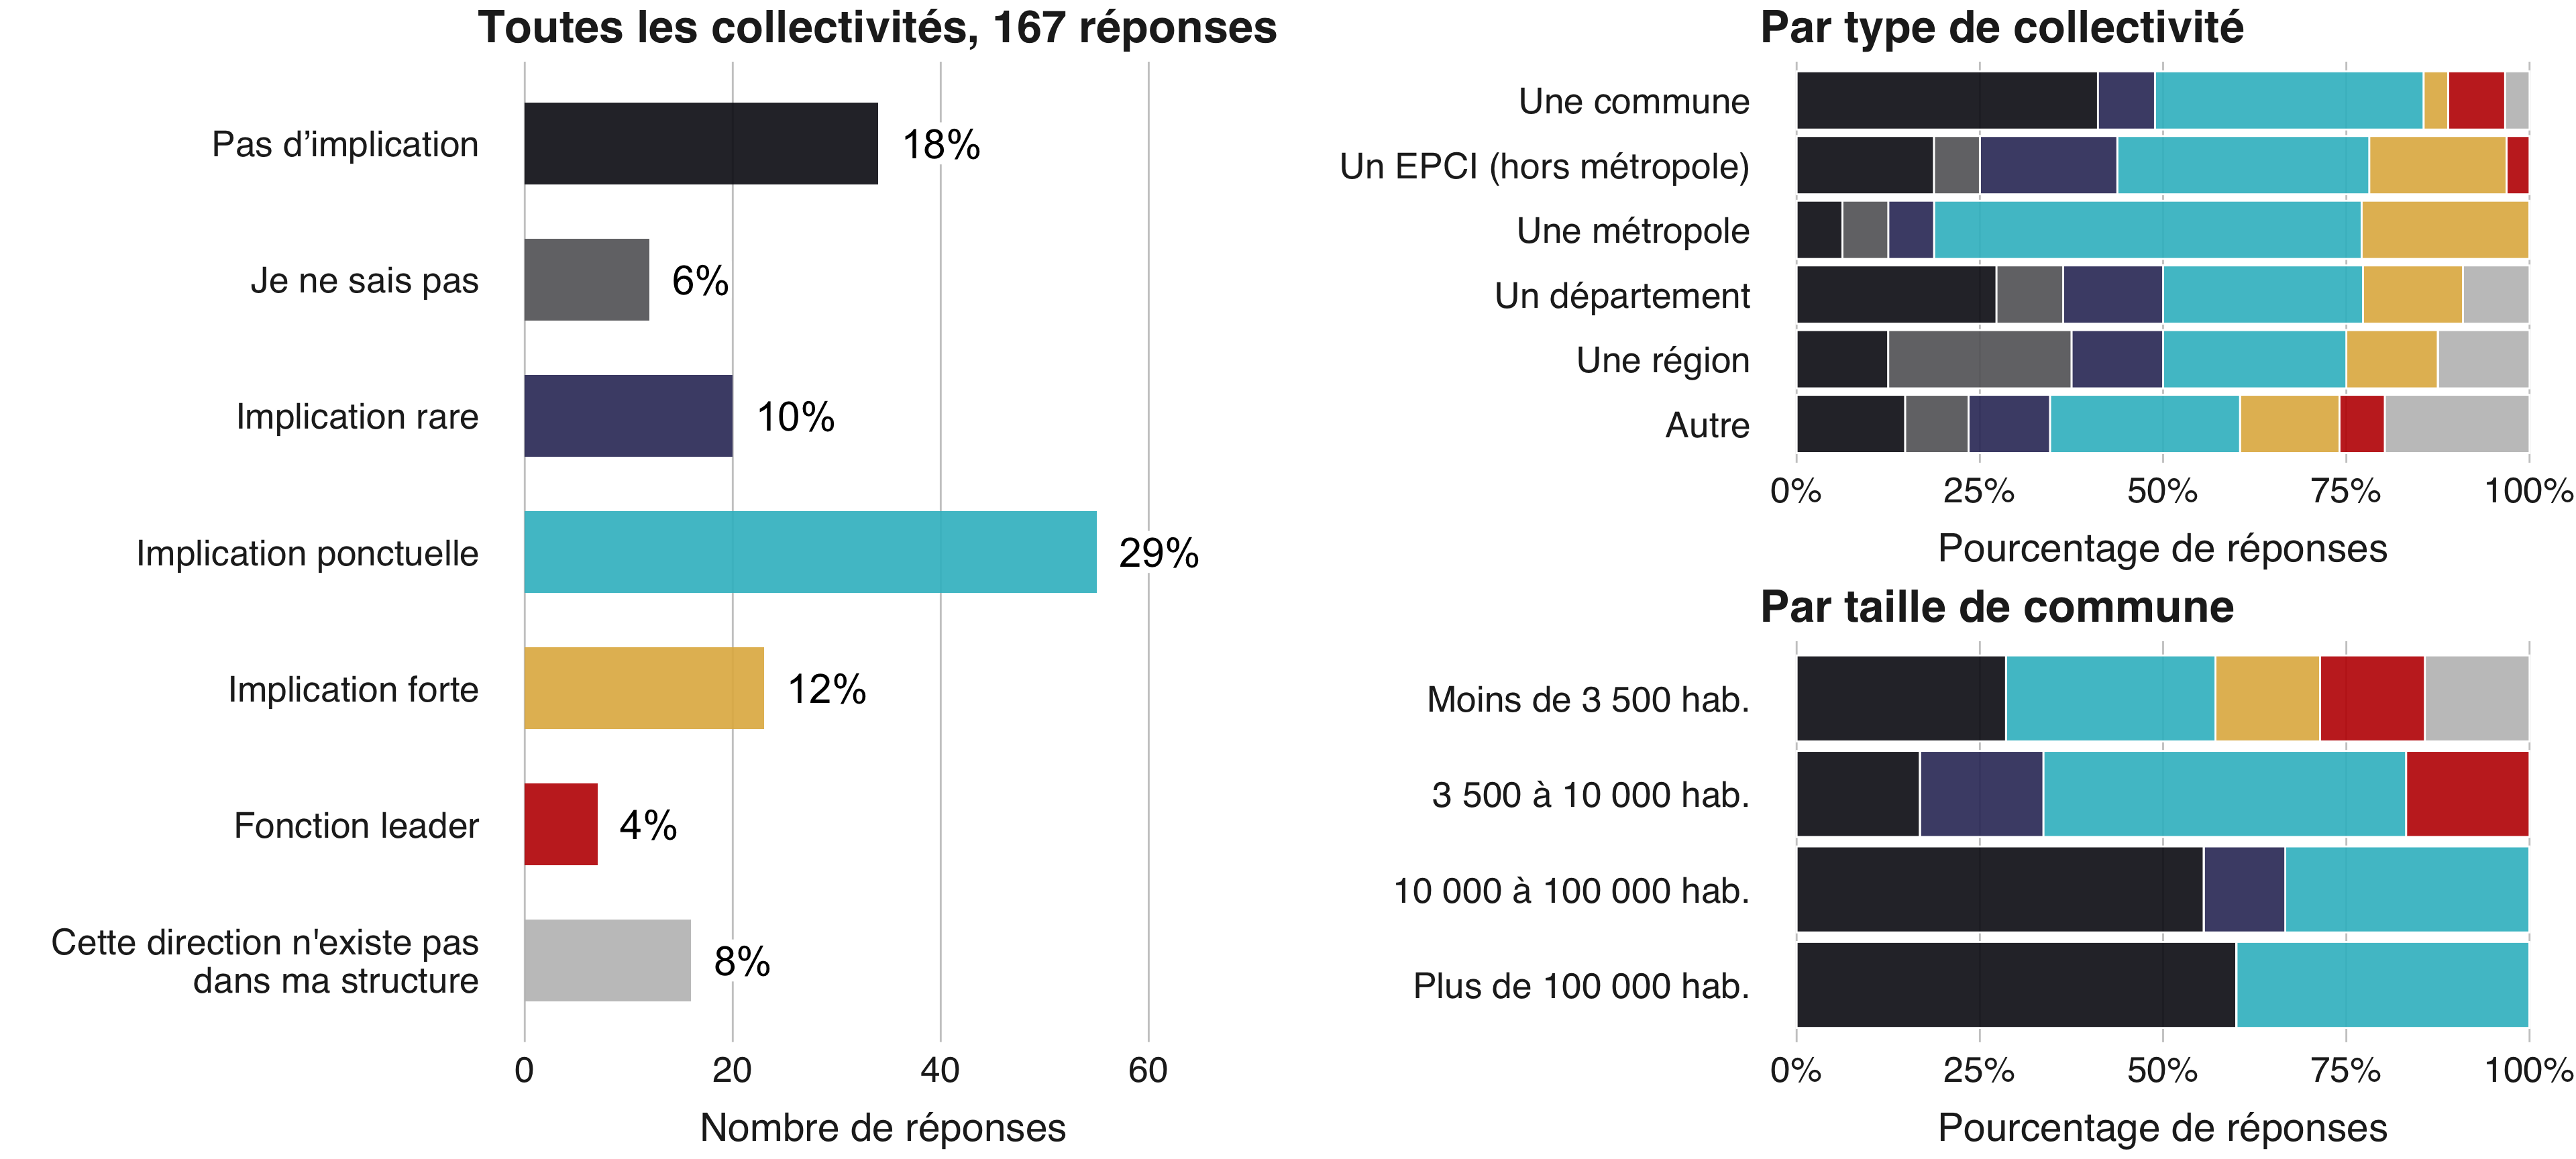 Toutes les collectivités, 167 réponses
Pas d’implication
18%
Je ne sais pas
6%
Implication rare
10%
Implication ponctuelle
29%
Implication forte
12%
Fonction leader
4%
Cette direction n'existe pas
dans ma structure
8%
0 20 40 60
Nombre de réponses
Par type de collectivité
Une commune
Un EPCI (hors métropole)
Une métropole
Un département
Une région
Autre
0% 25% 50% 75% 100%
Pourcentage de réponses
Par taille de commune
Moins de 3 500 hab.
3 500 à 10 000 hab.
10 000 à 100 000 hab.
Plus de 100 000 hab.
0% 25% 50% 75% 100%
Pourcentage de réponses